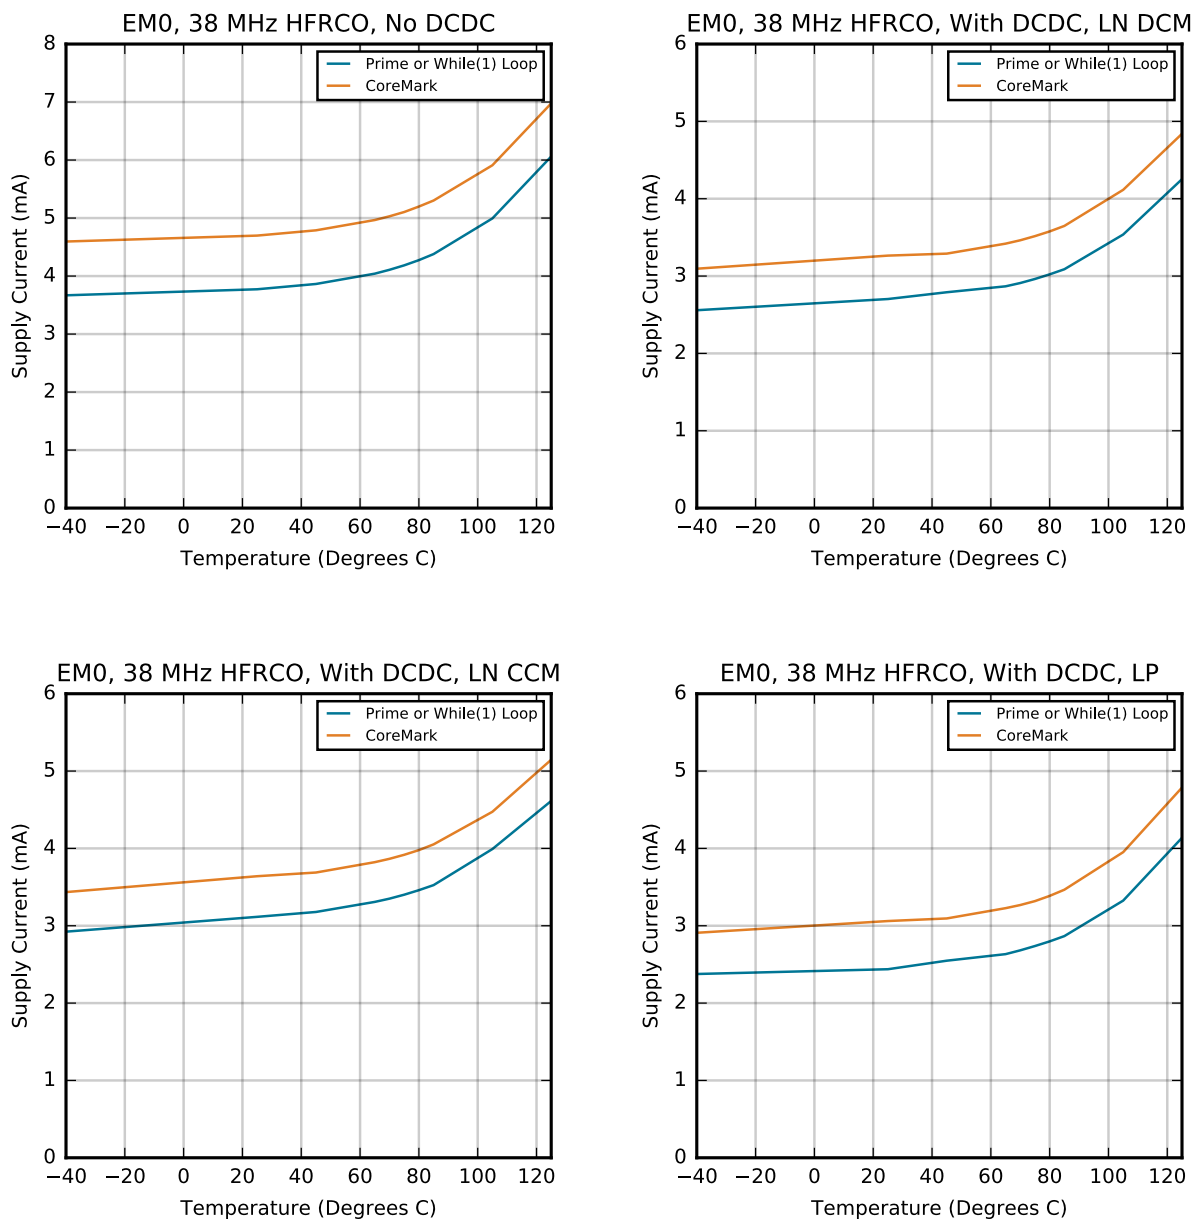 EM0, 38 MHz HFRCO, No DCDC
8
7
6
5
4
3
2
1
0
Supply Current (mA)
Prime or While(1) Loop
CoreMark
−40 −20 0 20 40 60 80 100 120
Temperature (Degrees C)
EM0, 38 MHz HFRCO, With DCDC, LN DCM
6
5
4
3
2
1
0
Supply Current (mA)
Prime or While(1) Loop
CoreMark
−40 −20 0 20 40 60 80 100 120
Temperature (Degrees C)
EM0, 38 MHz HFRCO, With DCDC, LN CCM
6
5
4
3
2
1
0
Supply Current (mA)
Prime or While(1) Loop
CoreMark
−40 −20 0 20 40 60 80 100 120
Temperature (Degrees C)
EM0, 38 MHz HFRCO, With DCDC, LP
6
5
4
3
2
1
0
Supply Current (mA)
Prime or While(1) Loop
CoreMark
−40 −20 0 20 40 60 80 100 120
Temperature (Degrees C)